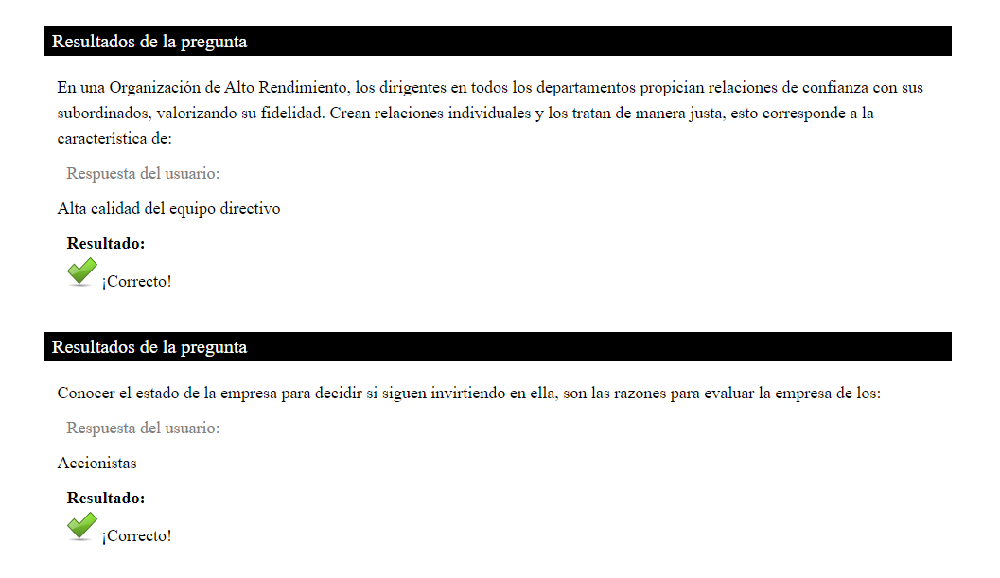 Resultados de la pregunta
En una Organización de Alto Rendimiento, los dirigentes en todos los departamentos propician relaciones de confianza con sus
subordinados, valorizando su fidelidad. Crean relaciones individuales y los tratan de manera justa, esto corresponde a la
característica de:
Respuesta del usuario:
Alta calidad del equipo directivo
Resultado:
¡Correcto!
Resultados de la pregunta
Conocer el estado de la empresa para decidir si siguen invirtiendo en ella, son las razones para evaluar la empresa de los:
Respuesta del usuario:
Accionistas
Resultado:
¡Correcto!